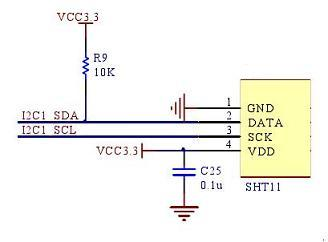 VCC3.3
R9
10K
I2C1_SDA
I2C1_SCL
1 GND
2 DATA
3 SCK
VCC3.3
4 VDD
C25
0.1u
SHT11